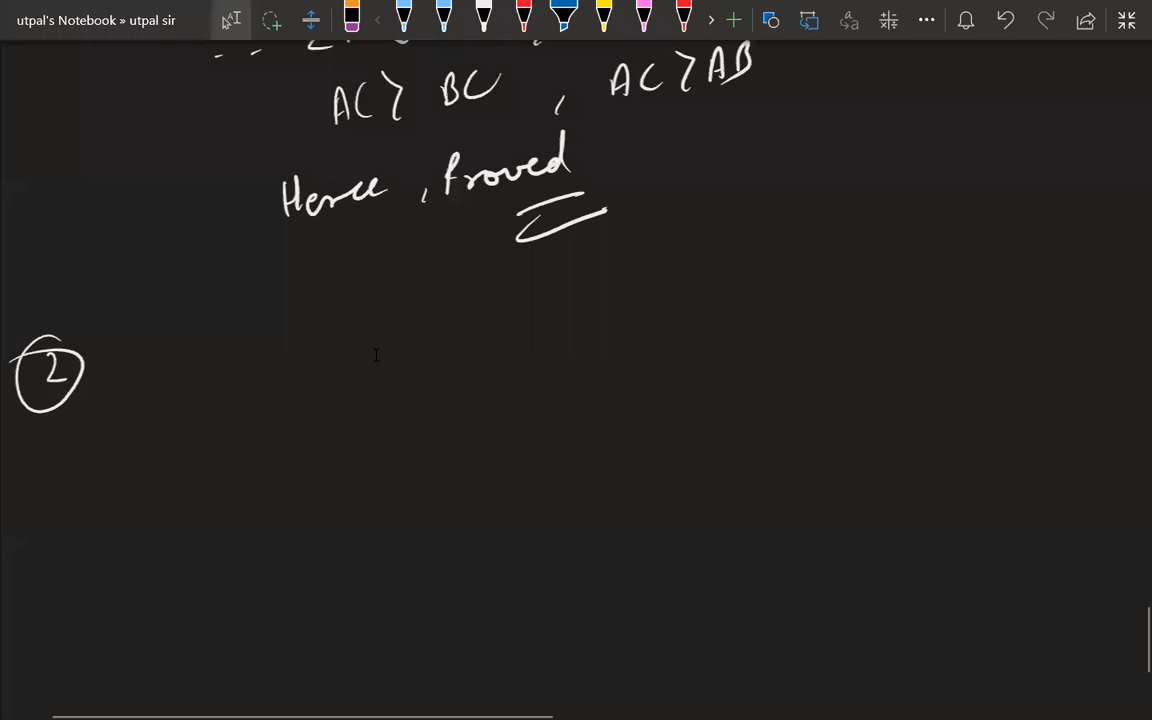 utpal's Notebook » utpal sir
AC > BC , AC > AB
Hence , Proved
2